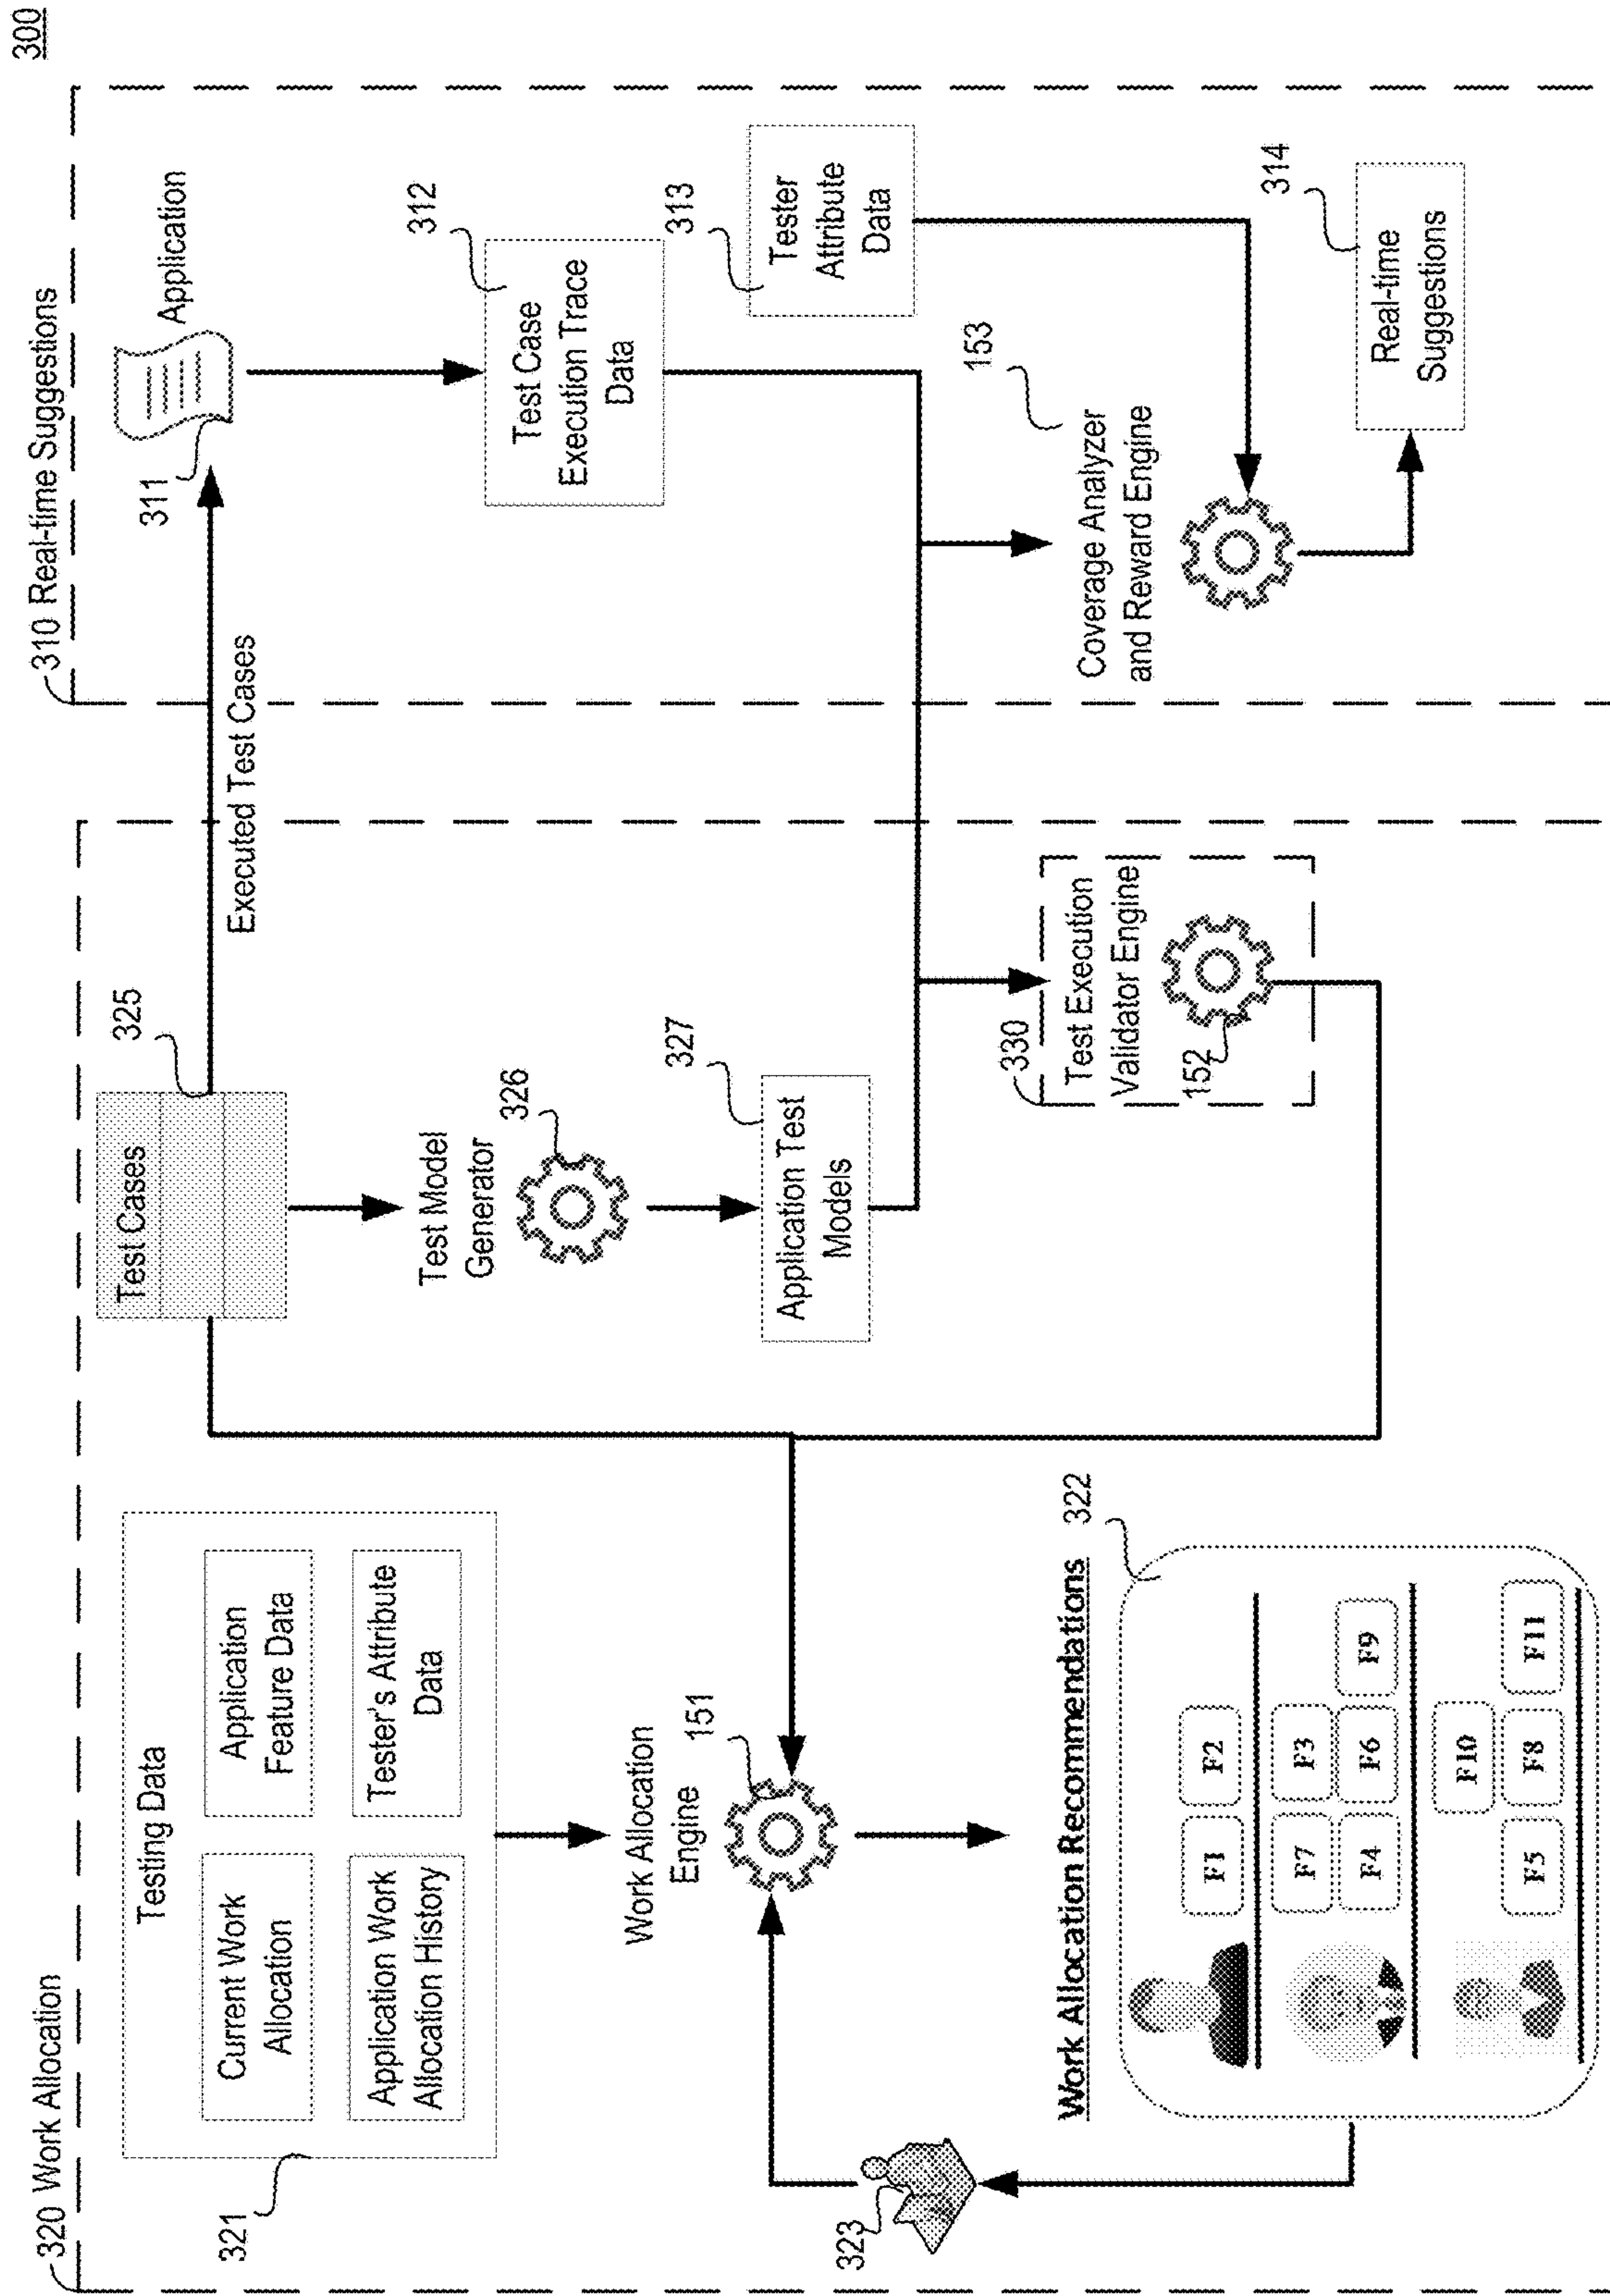 300
320 Work Allocation
310 Real-time Suggestions
Testing Data
Current Work
Allocation
Application
Feature Data
Application Work
Allocation History
Tester's Attribute
Data
321
Test Cases
325
Executed Test Cases
311
Application
Test Model
Generator
326
312
Test Case
Execution Trace
Data
Work Allocation
Engine
151
Application Test
Models
327
313
Tester
Attribute
Data
323
330
Test Execution
Validator Engine
152
Coverage Analyzer
and Reward Engine
153
Work Allocation Recommendations
322
F1
F2
F7
F3
F4
F6
F9
F10
F5
F8
F11
314
Real-time
Suggestions